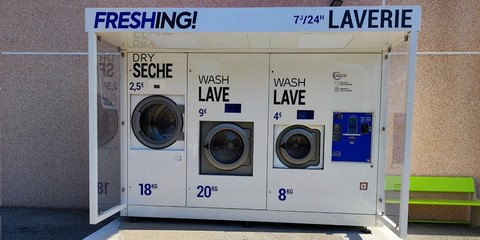 FRESHING! 7J/24H LAVERIE
DRY
SECHE
2,5€
18KG
WASH
LAVE
9€
20KG
WASH
LAVE
4€
8KG